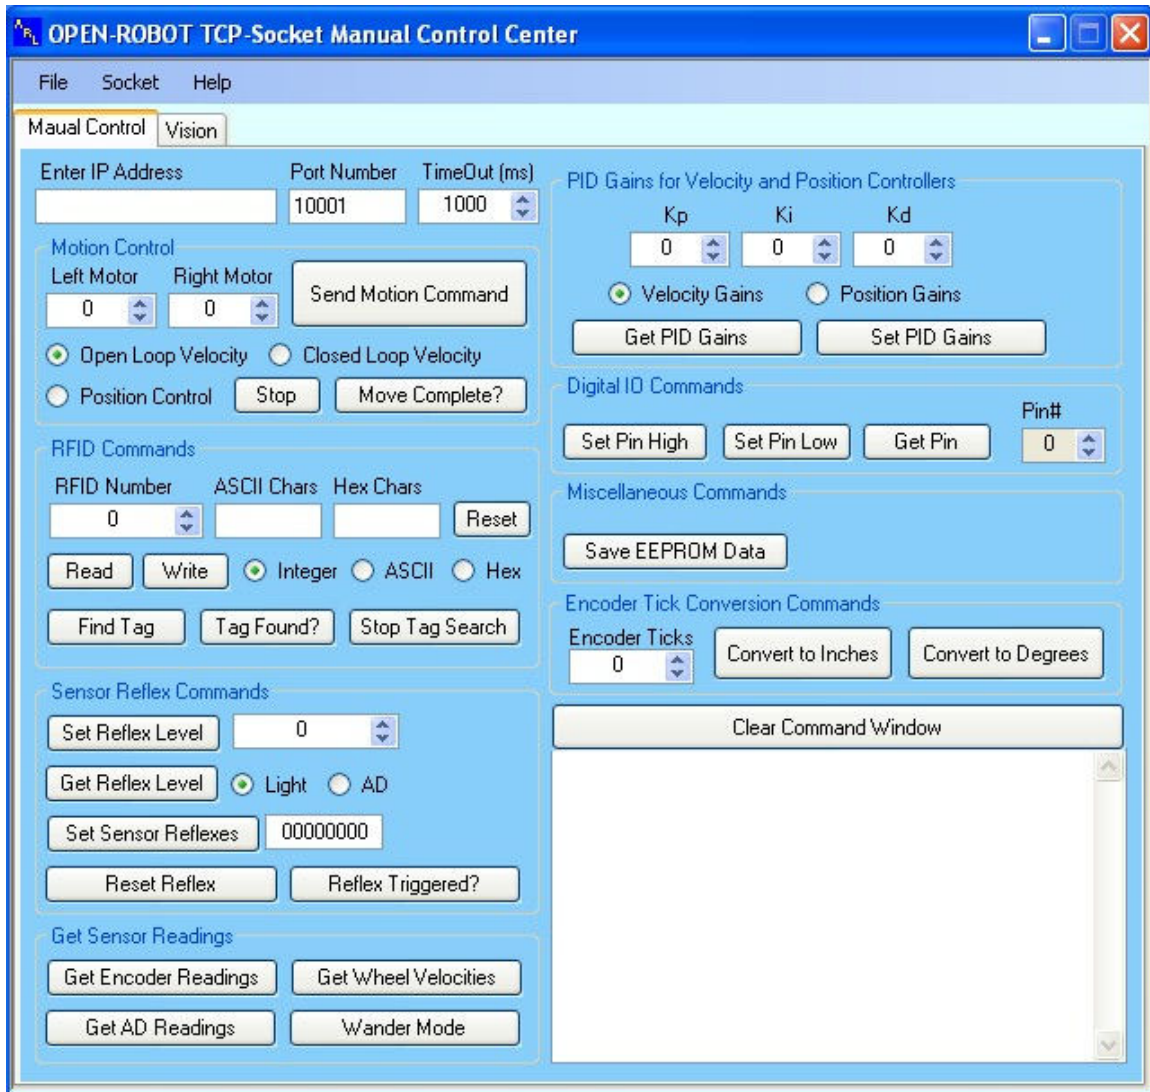 OPEN-ROBOT TCP-Socket Manual Control Center
File Socket Help
Maual Control Vision
Enter IP Address Port Number TimeOut (ms)
10001 1000
Motion Control
Left Motor Right Motor
0 0 Send Motion Command
Open Loop Velocity Closed Loop Velocity
Position Control Stop Move Complete?
RFID Commands
RFID Number ASCII Chars Hex Chars
0 Reset
Read Write Integer ASCII Hex
Find Tag Tag Found? Stop Tag Search
Sensor Reflex Commands
Set Reflex Level 0
Get Reflex Level Light AD
Set Sensor Reflexes 00000000
Reset Reflex Reflex Triggered?
Get Sensor Readings
Get Encoder Readings Get Wheel Velocities
Get AD Readings Wander Mode
PID Gains for Velocity and Position Controllers
Kp Ki Kd
0 0 0
Velocity Gains Position Gains
Get PID Gains Set PID Gains
Digital IO Commands
Pin#
Set Pin High Set Pin Low Get Pin 0
Miscellaneous Commands
Save EEPROM Data
Encoder Tick Conversion Commands
Encoder Ticks
0 Convert to Inches Convert to Degrees
Clear Command Window